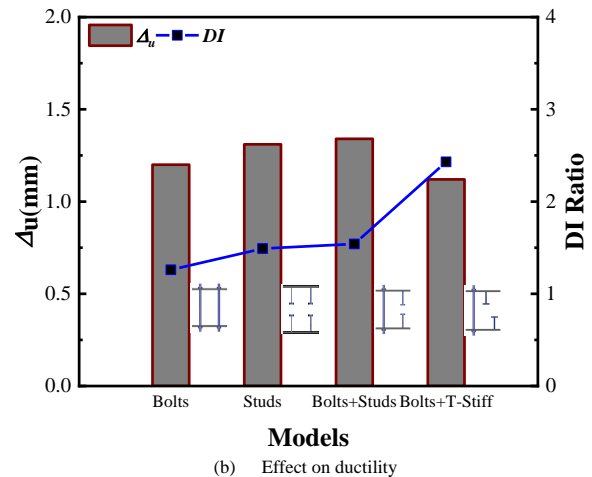 Δu DI
2.0
1.5
1.0
0.5
0.0
Δu(mm)
4
3
2
1
0
DI Ratio
Bolts Studs Bolts+Studs Bolts+T-Stiff
Models
(b) Effect on ductility